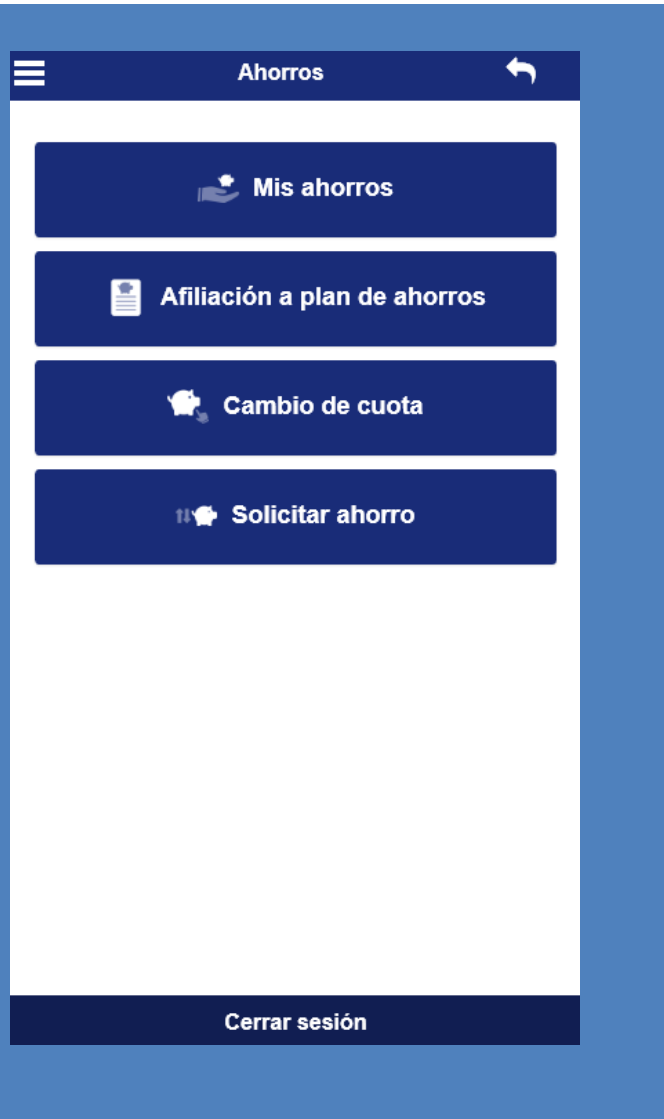 Ahorros
Mis ahorros
Afiliación a plan de ahorros
Cambio de cuota
Solicitar ahorro
Cerrar sesión